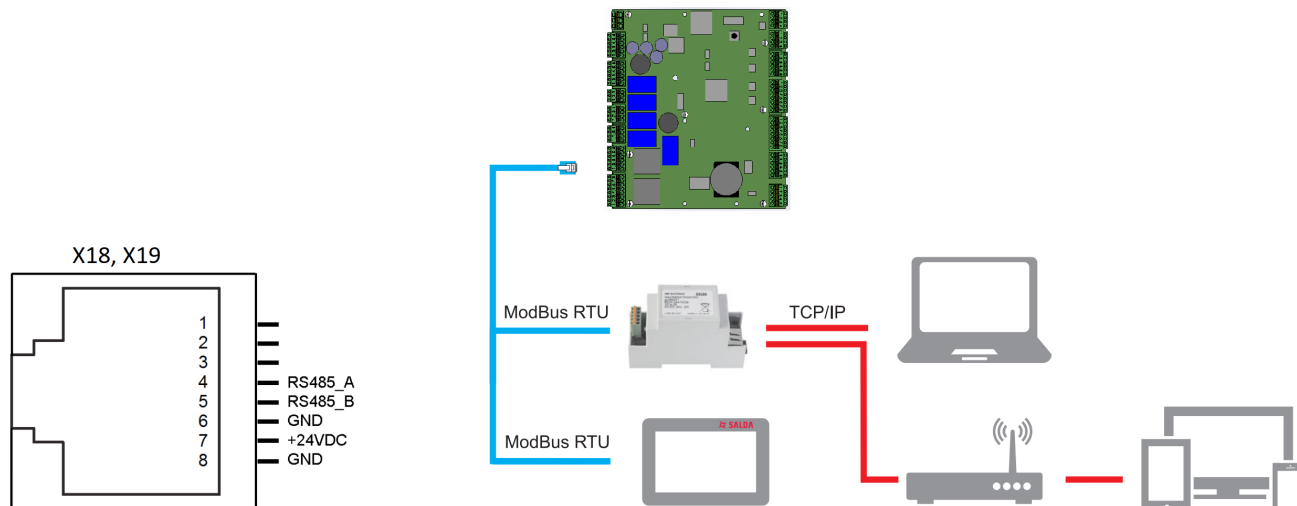 X18, X19
1
2
3
4 RS485_A
5 RS485_B
6 GND
7 +24VDC
8 GND
ModBus RTU
TCP/IP
SALDA
ModBus RTU